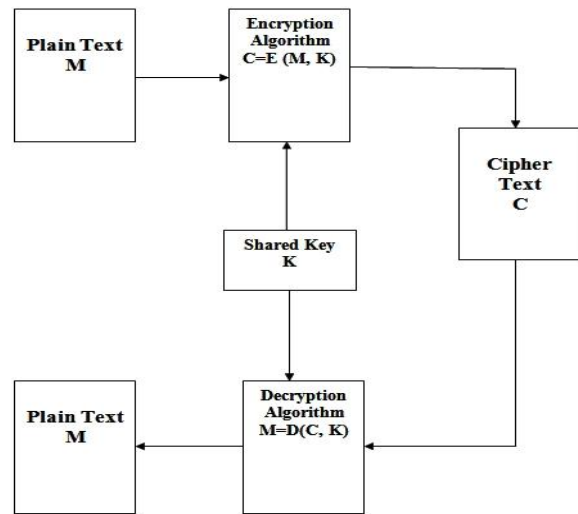 Plain Text
M
Encryption
Algorithm
C=E (M, K)
Cipher
Text
C
Shared Key
K
Plain Text
M
Decryption
Algorithm
M=D(C, K)